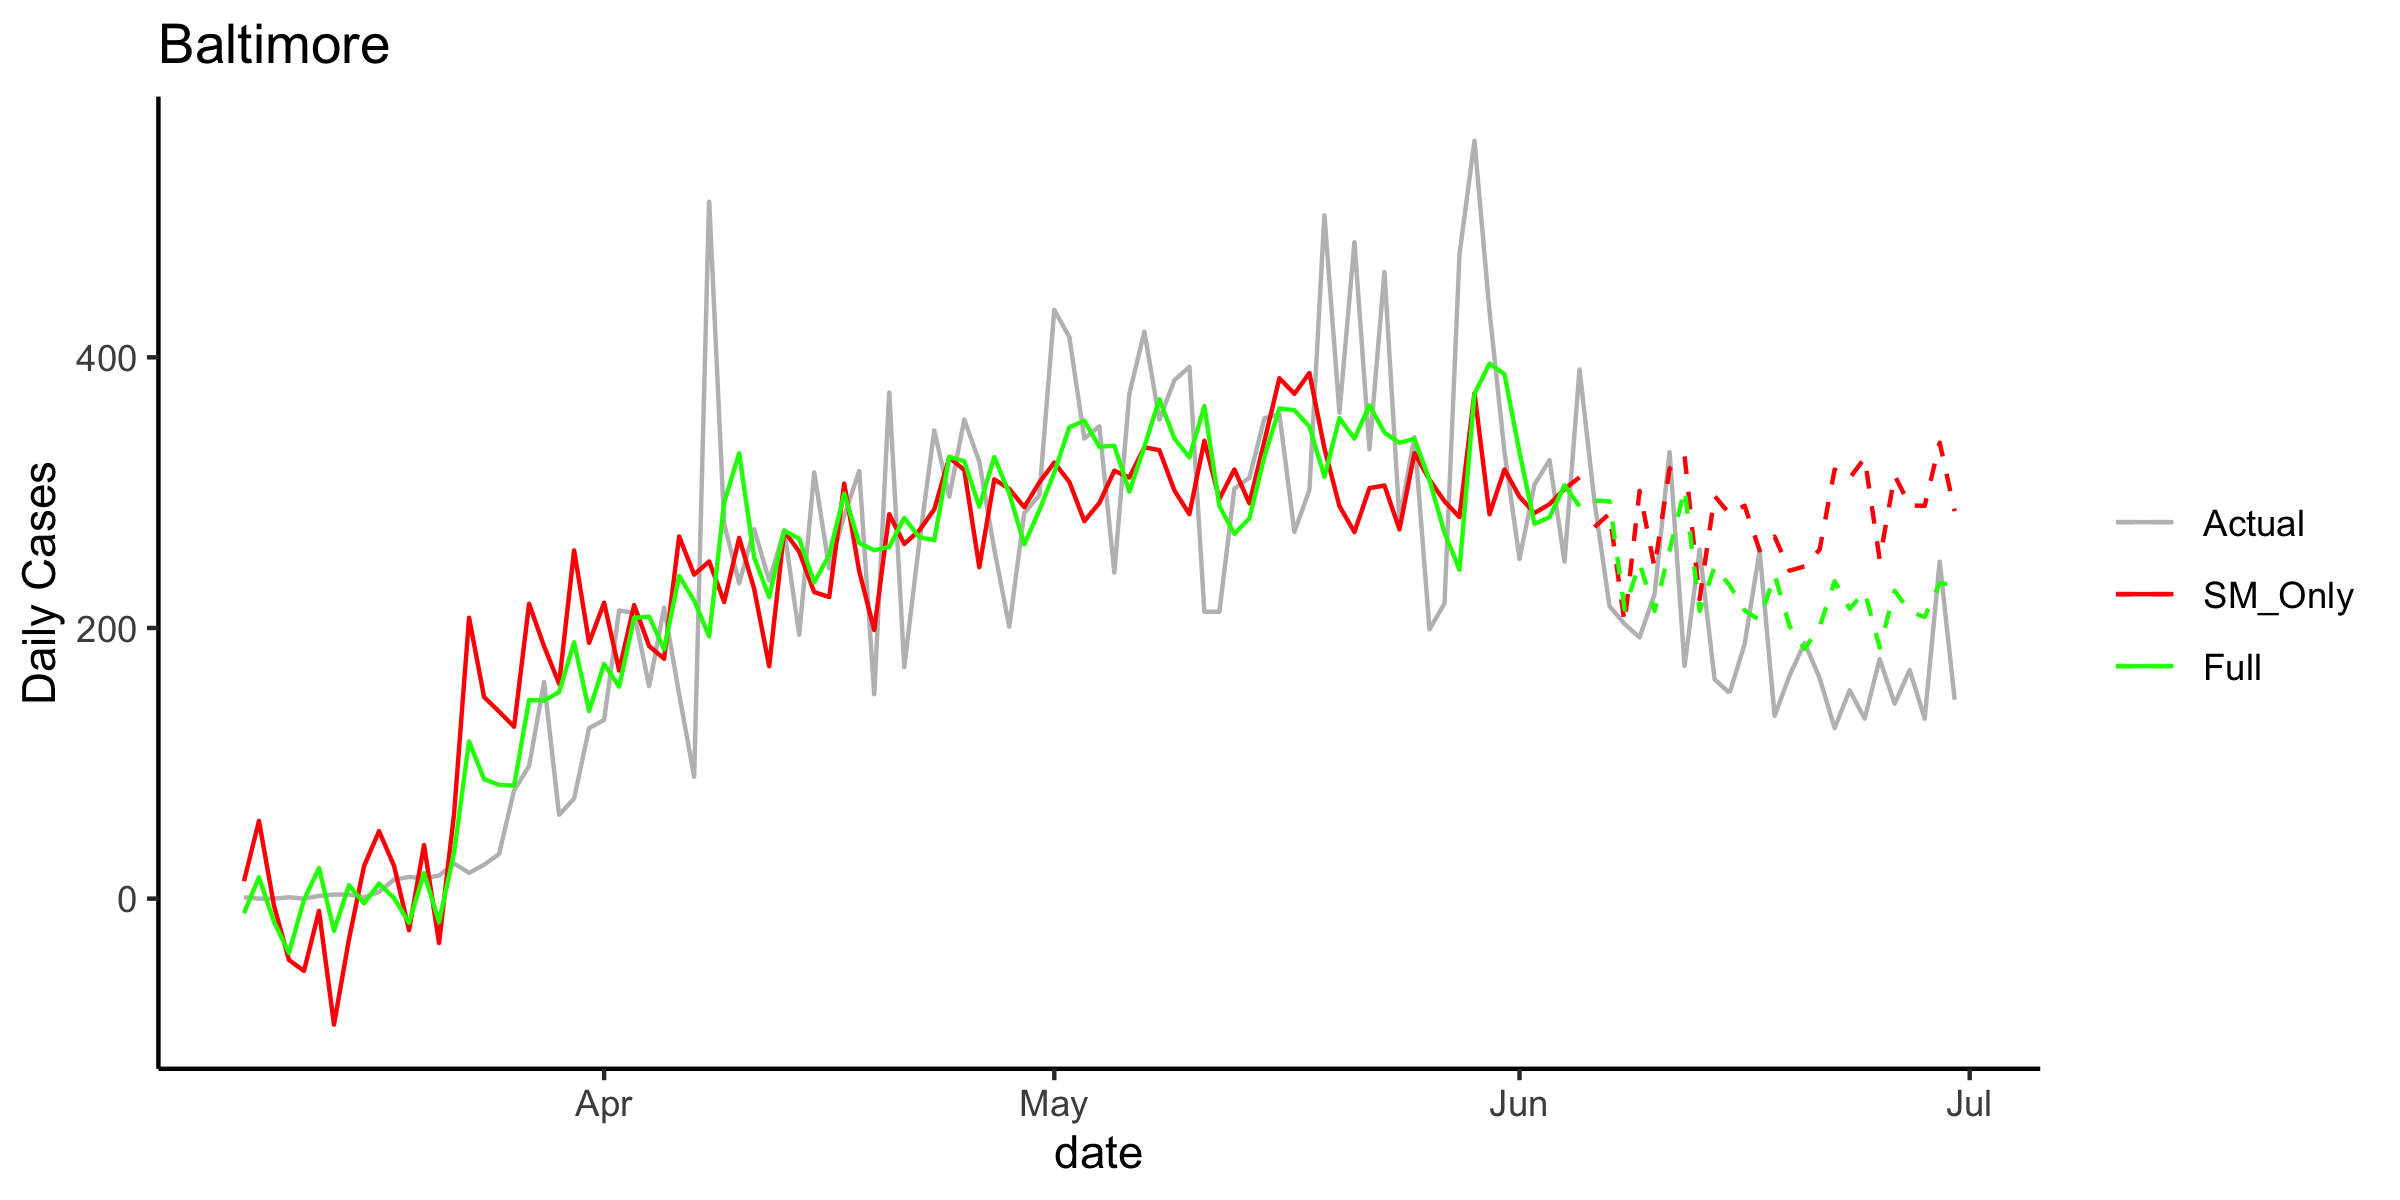 Baltimore
Daily Cases
400
200
0
Apr
May
Jun
Jul
date
Actual
SM_Only
Full